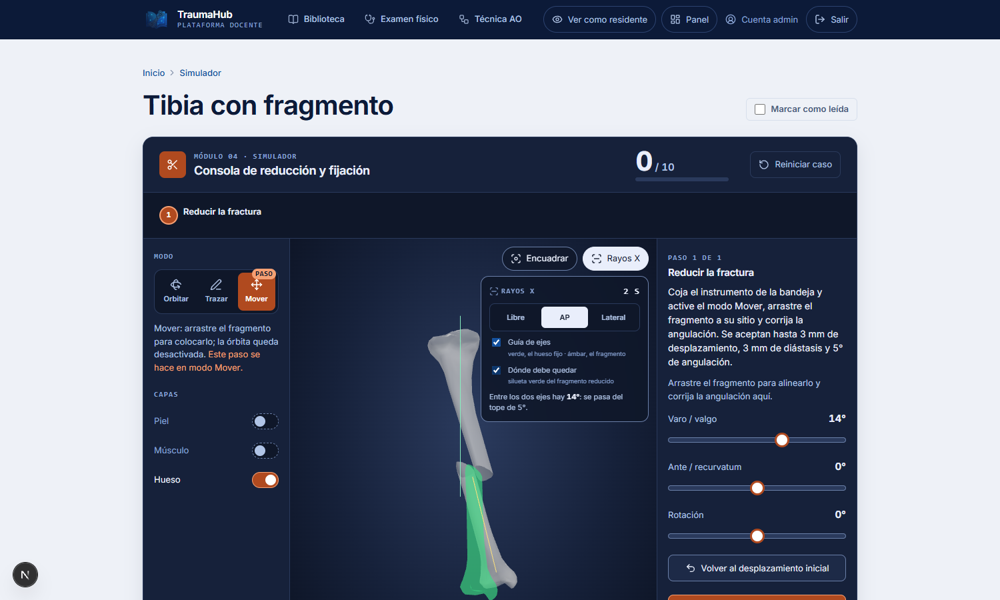 TraumaHub
PLATAFORMA DOCENTE
Biblioteca
Examen físico
Técnica AO
Ver como residente
Panel
Cuenta admin
Salir
Inicio > Simulador
Tibia con fragmento
Marcar como leída
MÓDULO 04 · SIMULADOR
Consola de reducción y fijación
0 / 10
Reiniciar caso
1 Reducir la fractura
MODO
PASO
Orbitar
Trazar
Mover
Mover: arrastre el fragmento
para colocarlo; la órbita queda
desactivada. Este paso se
hace en modo Mover.
CAPAS
Piel
Músculo
Hueso
Encuadrar
Rayos X
RAYOS X
2 S
Libre
AP
Lateral
Guía de ejes
verde, el hueso fijo · ámbar, el fragmento
Dónde debe quedar
silueta verde del fragmento reducido
Entre los dos ejes hay 14°: se pasa del
tope de 5°.
PASO 1 DE 1
Reducir la fractura
Coja el instrumento de la bandeja y
active el modo Mover, arrastre el
fragmento a su sitio y corrija la
angulación. Se aceptan hasta 3 mm de
desplazamiento, 3 mm de diástasis y 5°
de angulación.
Arrastre el fragmento para alinearlo y
corrija la angulación aquí.
Varo / valgo 14°
Ante / recurvatum 0°
Rotación 0°
Volver al desplazamiento inicial
N